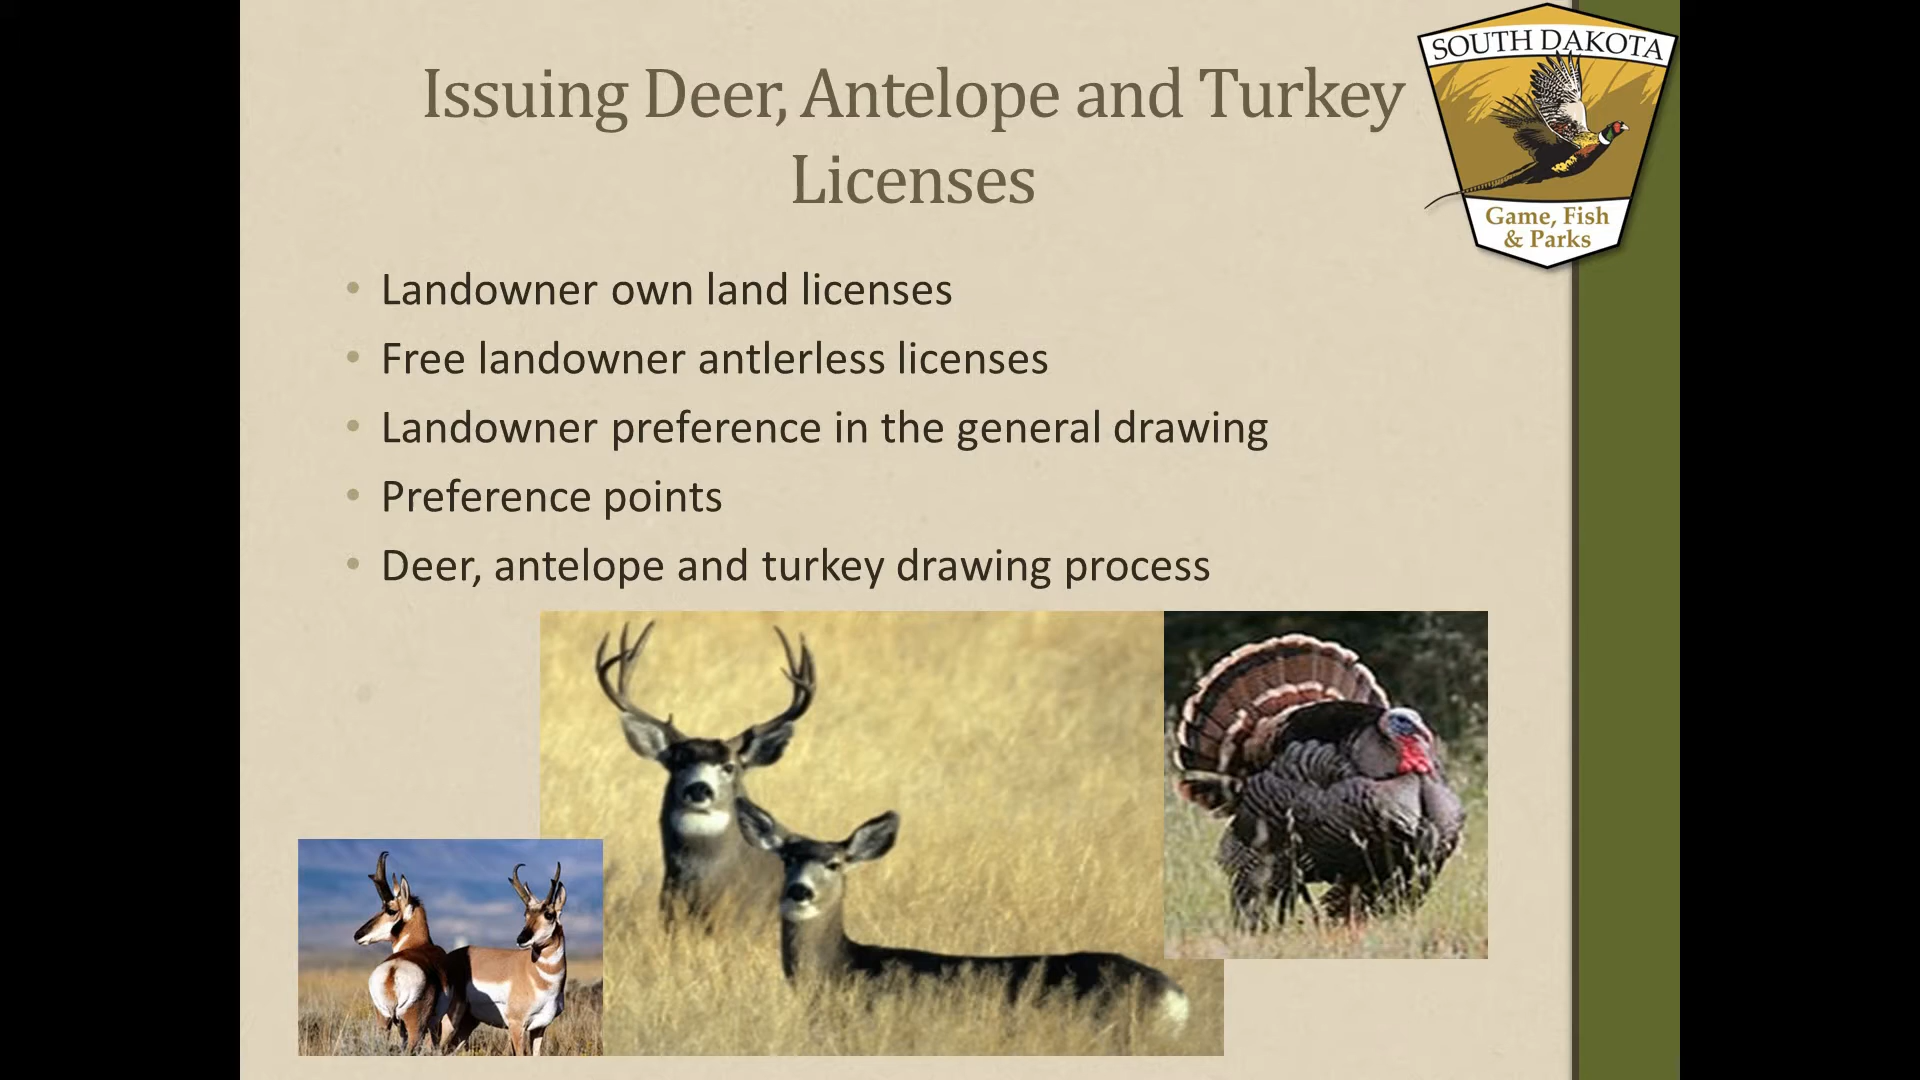 Issuing Deer, Antelope and Turkey
Licenses
SOUTH DAKOTA
Game, Fish
& Parks
• Landowner own land licenses
• Free landowner antlerless licenses
• Landowner preference in the general drawing
• Preference points
• Deer, antelope and turkey drawing process